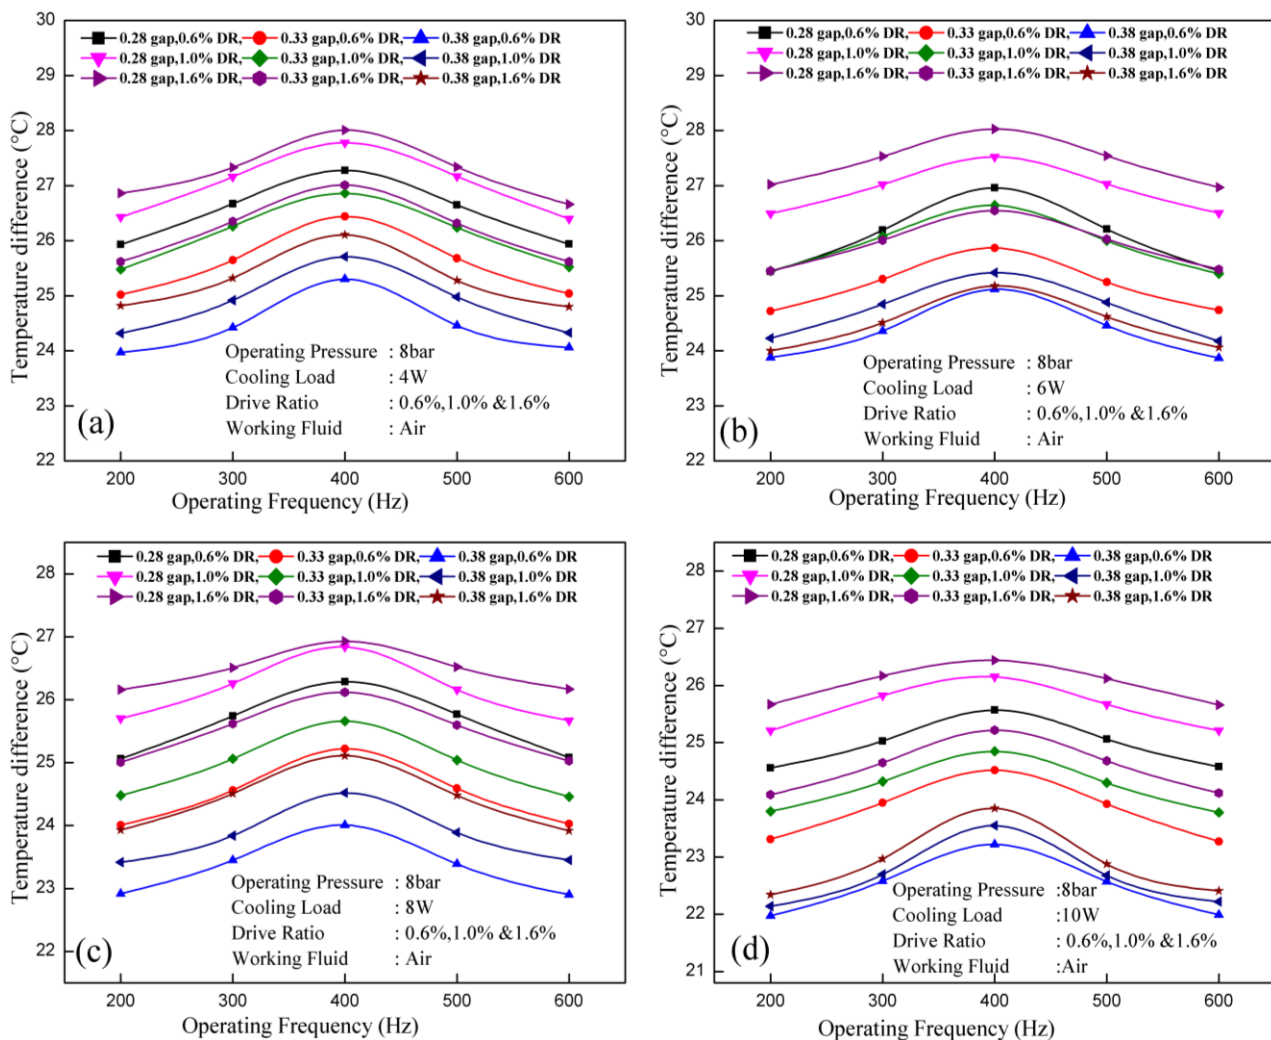 30
0.28 gap,0.6% DR, 0.33 gap,0.6% DR, 0.38 gap,0.6% DR
0.28 gap,1.0% DR, 0.33 gap,1.0% DR, 0.38 gap,1.0% DR
0.28 gap,1.6% DR, 0.33 gap,1.6% DR, 0.38 gap,1.6% DR
29
28
27
26
25
24
23
22
Temperature difference (°C)
Operating Pressure : 8bar
Cooling Load : 4W
Drive Ratio : 0.6%,1.0% &1.6%
Working Fluid : Air
(a)
200 300 400 500 600
Operating Frequency (Hz)
30
0.28 gap,0.6% DR, 0.33 gap,0.6% DR, 0.38 gap,0.6% DR
0.28 gap,1.0% DR, 0.33 gap,1.0% DR, 0.38 gap,1.0% DR
0.28 gap,1.6% DR, 0.33 gap,1.6% DR, 0.38 gap,1.6% DR
29
28
27
26
25
24
23
22
Temperature difference (°C)
Operating Pressure : 8bar
Cooling Load : 6W
Drive Ratio : 0.6%,1.0% &1.6%
Working Fluid : Air
(b)
200 300 400 500 600
Operating Frequency (Hz)
0.28 gap,0.6% DR, 0.33 gap,0.6% DR, 0.38 gap,0.6% DR
0.28 gap,1.0% DR, 0.33 gap,1.0% DR, 0.38 gap,1.0% DR
0.28 gap,1.6% DR, 0.33 gap,1.6% DR, 0.38 gap,1.6% DR
28
27
26
25
24
23
22
Temperature difference (°C)
Operating Pressure : 8bar
Cooling Load : 8W
Drive Ratio : 0.6%,1.0% &1.6%
Working Fluid : Air
(c)
200 300 400 500 600
Operating Frequency (Hz)
0.28 gap,0.6% DR, 0.33 gap,0.6% DR, 0.38 gap,0.6% DR
0.28 gap,1.0% DR, 0.33 gap,1.0% DR, 0.38 gap,1.0% DR
0.28 gap,1.6% DR, 0.33 gap,1.6% DR, 0.38 gap,1.6% DR
28
27
26
25
24
23
22
21
Temperature difference (°C)
Operating Pressure :8bar
Cooling Load :10W
Drive Ratio : 0.6%,1.0% &1.6%
Working Fluid :Air
(d)
200 300 400 500 600
Operating Frequency (Hz)